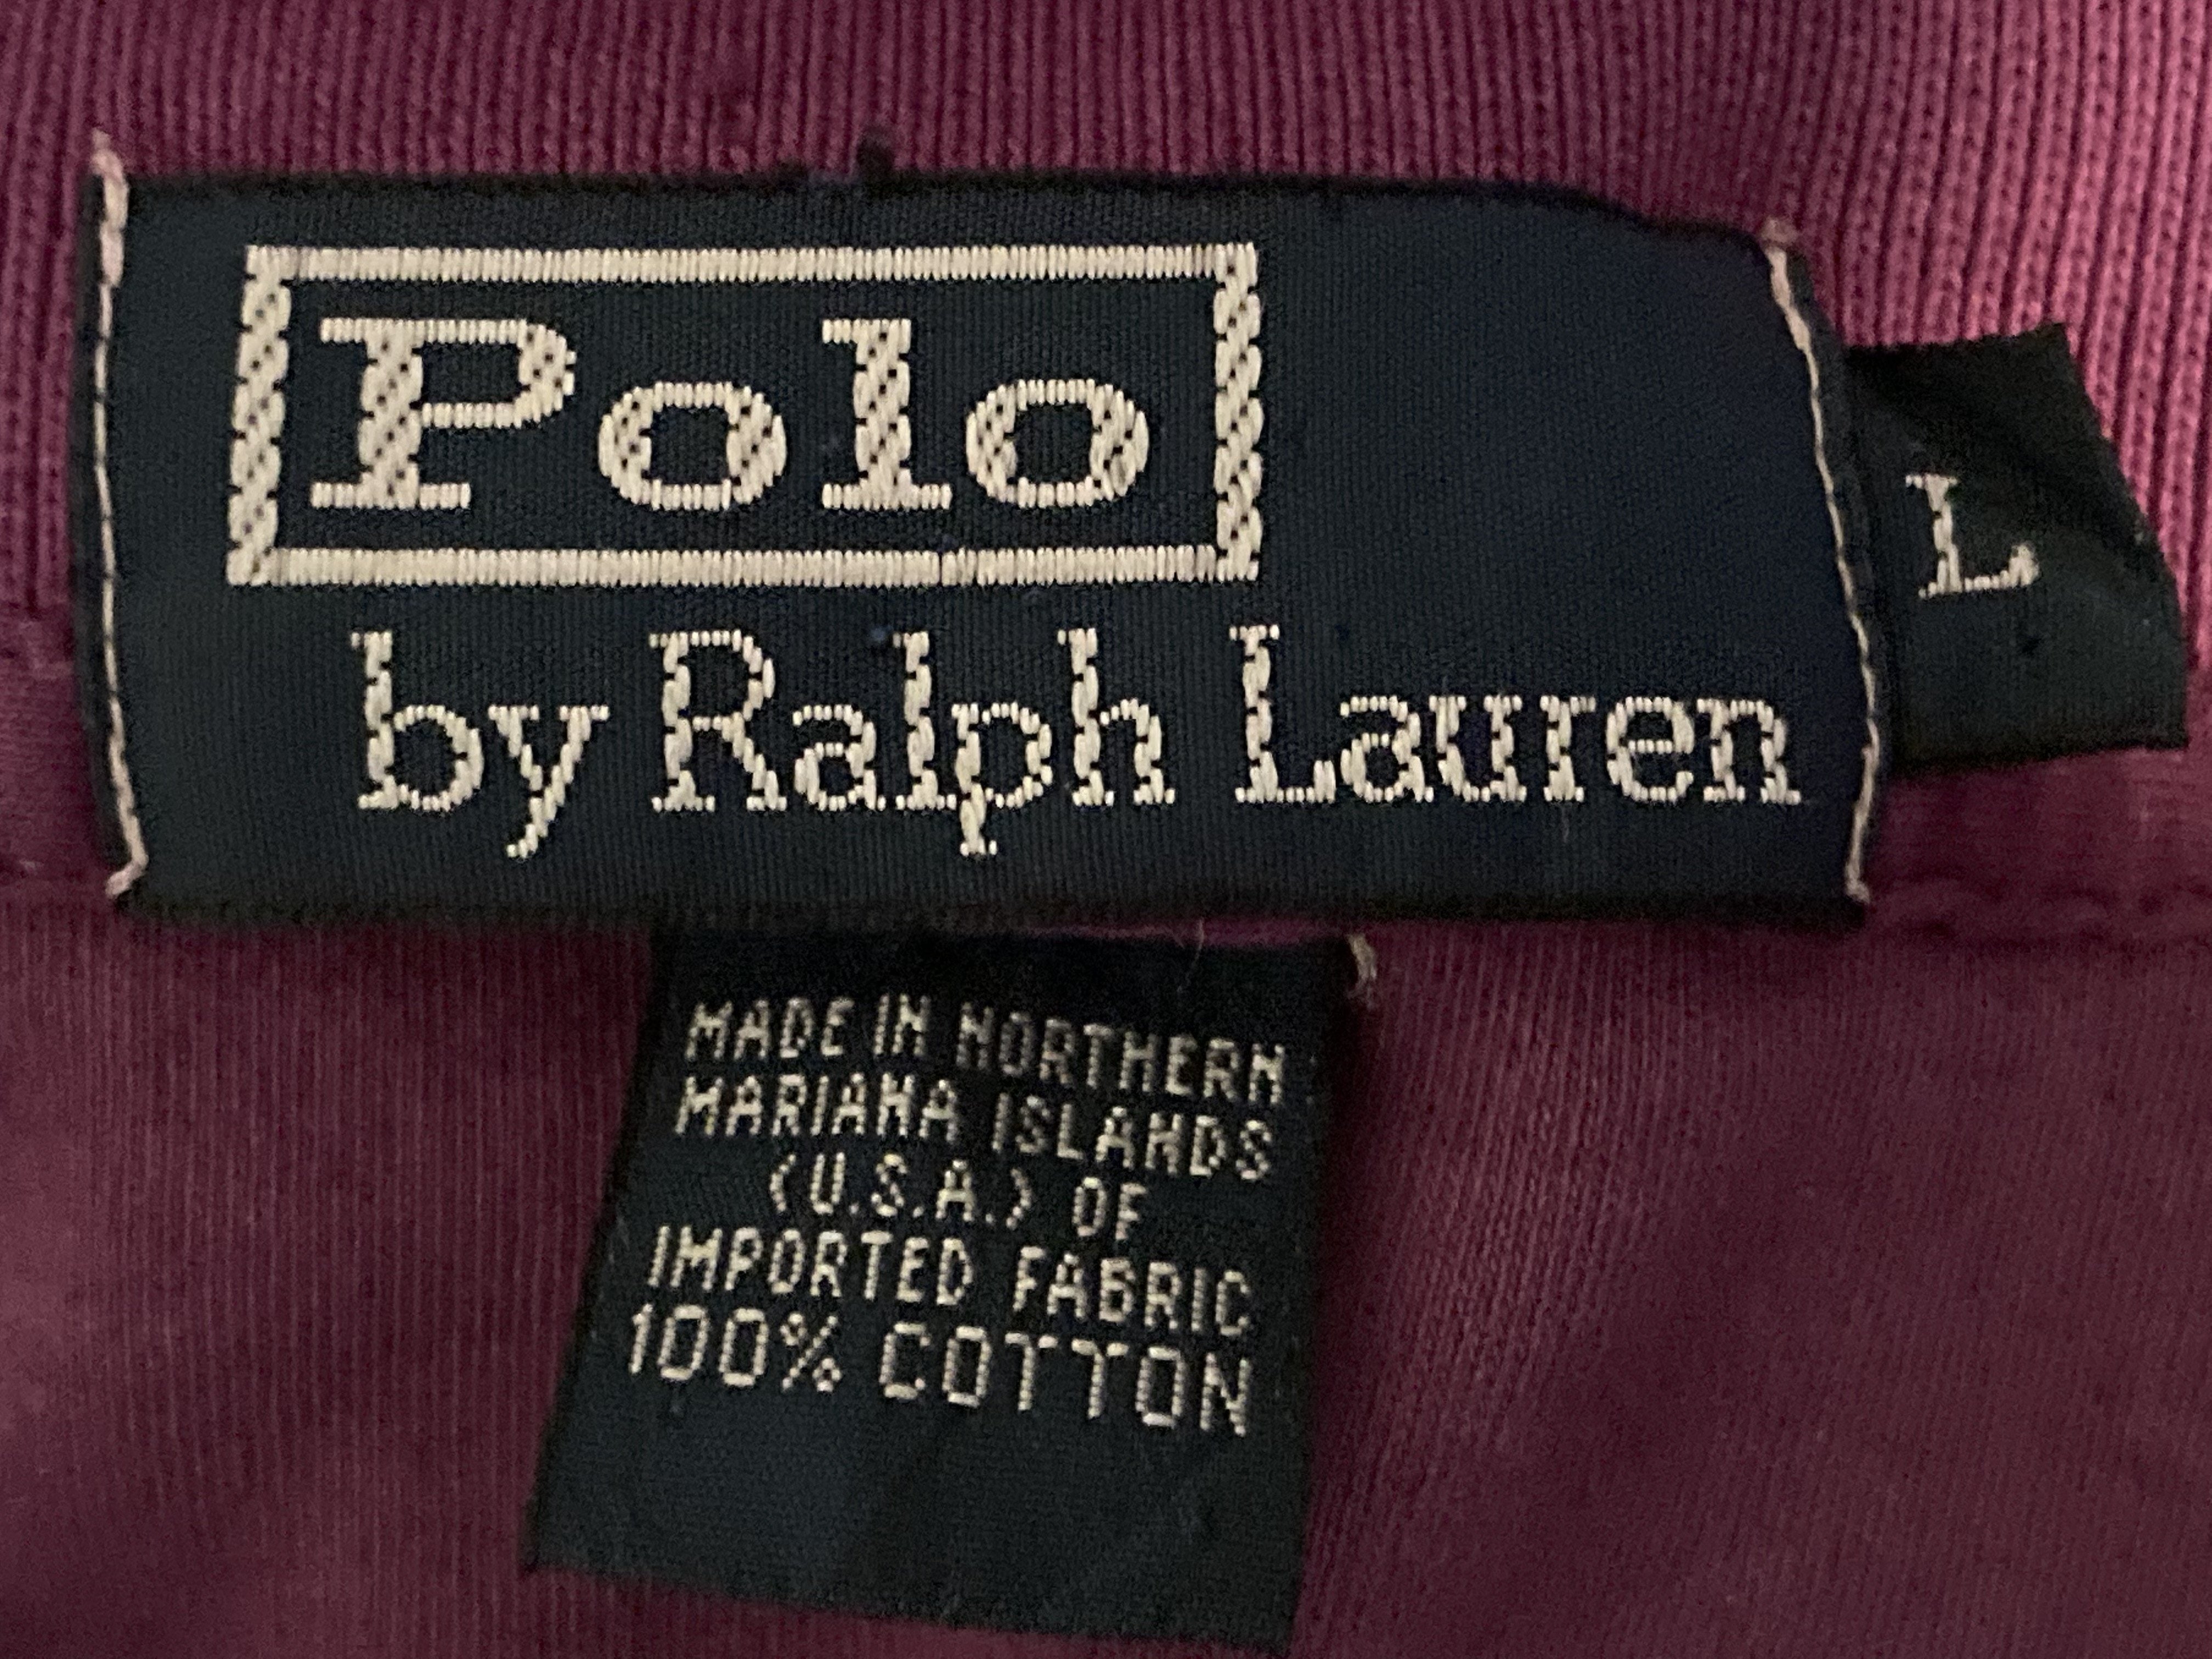 Polo
by Ralph Lauren
L
MADE IN NORTHERN
MARIANA ISLANDS
(U.S.A.) OF
IMPORTED FABRIC
100% COTTON